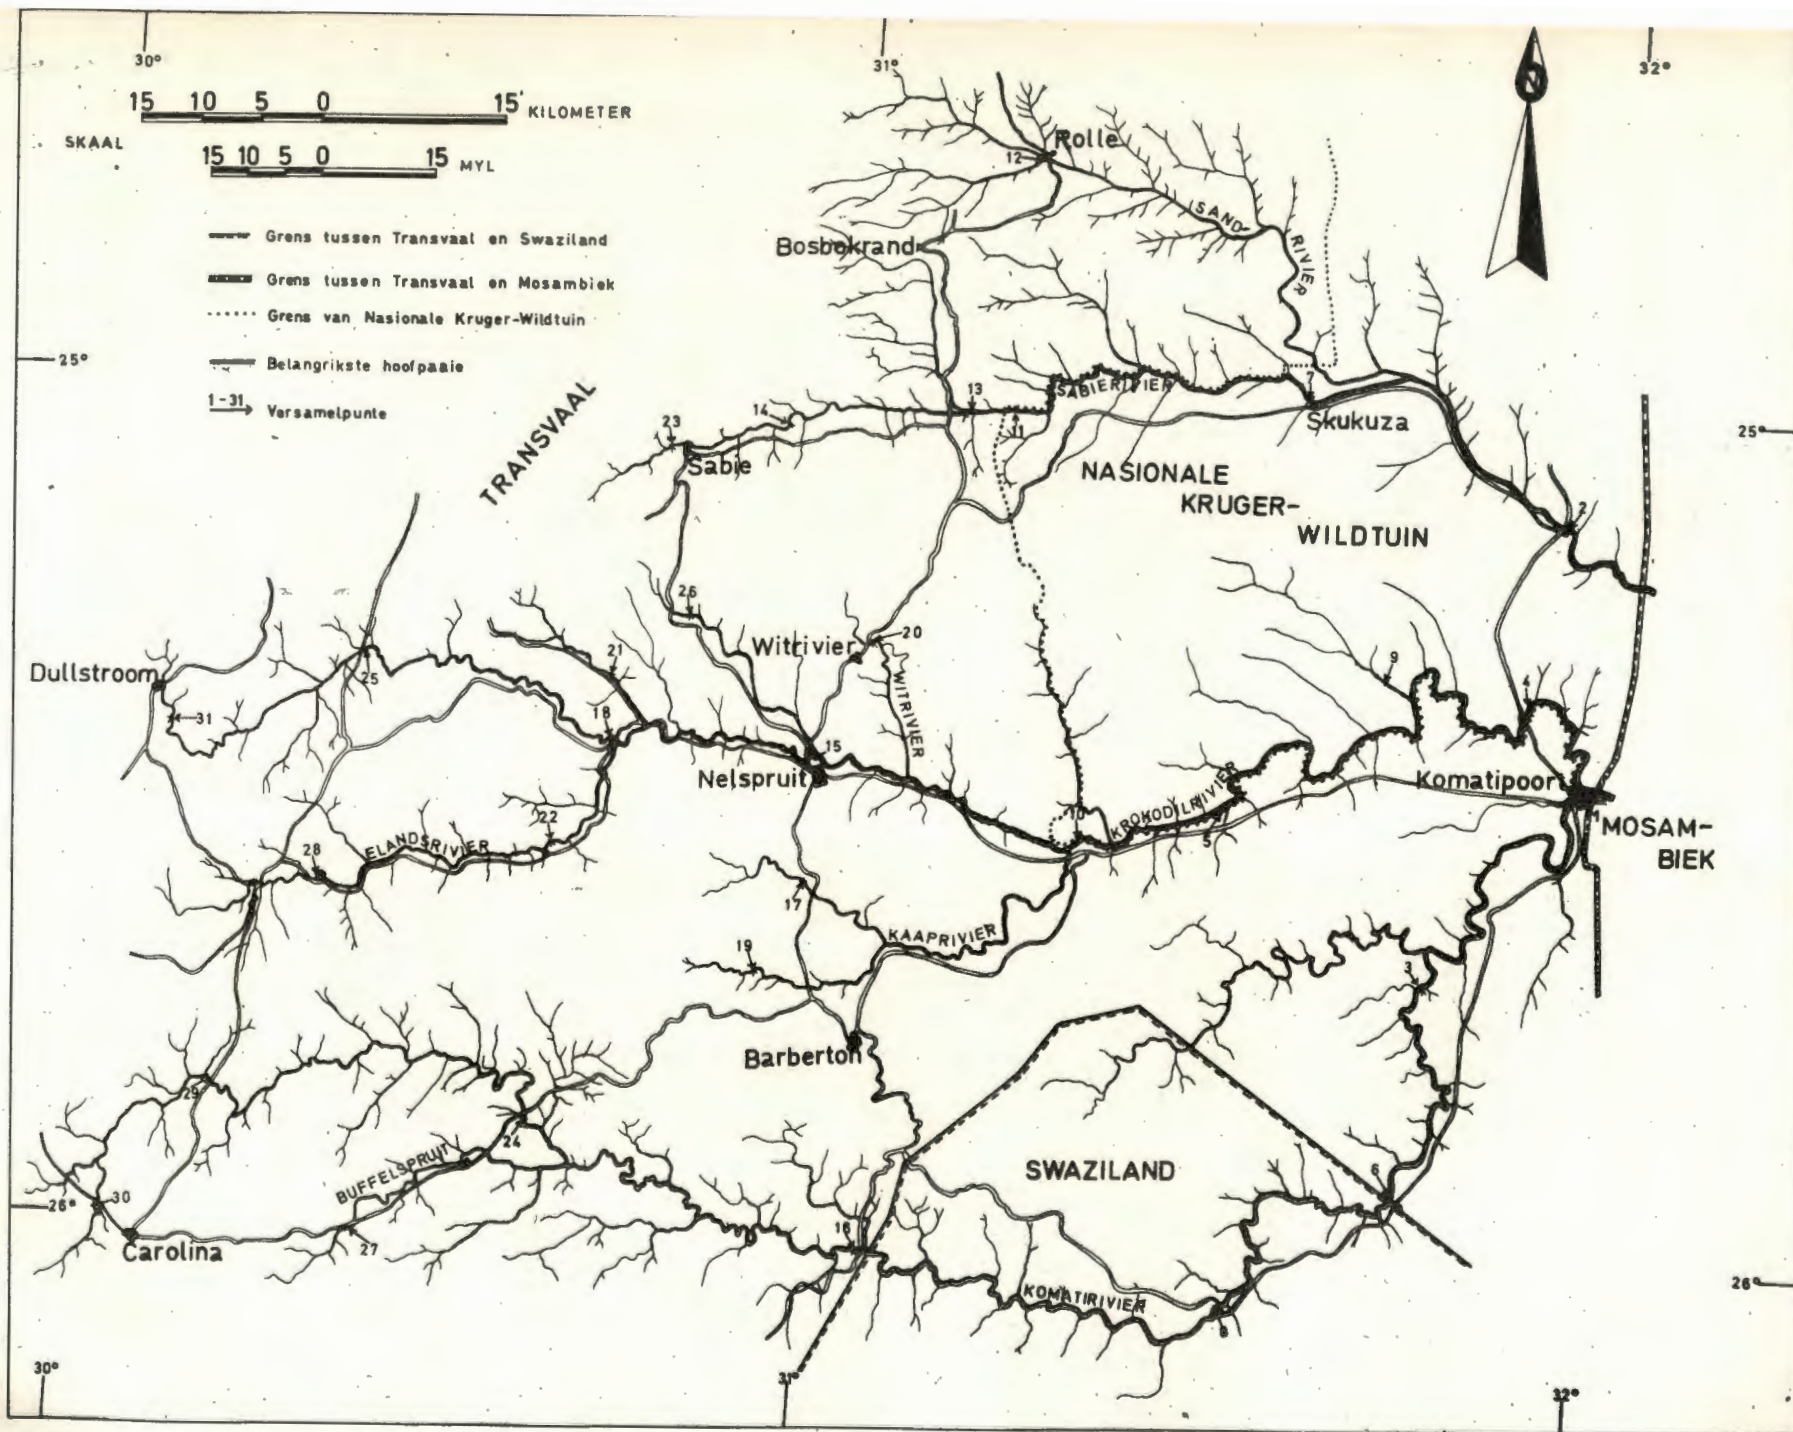 30°
31°
32°
15 10 5 0 15 KILOMETER
SKAAL
15 10 5 0 15 MYL
Grens tussen Transvaal en Swaziland
Grens tussen Transvaal en Mosambiek
Grens van Nasionale Kruger-Wildtuin
Belangrikste hoofpaaie
1-31 Versamelpunte
Rolle
12
SAND-
RIVIER
Bosbokrand
25°
TRANSVAAL
SABIERIVIER
7
13
14
11
23
Sabie
Skukuza
25°
NASIONALE
KRUGER-
WILDTUIN
2
26
Witrivier
20
WITRIVIER
21
Dullstroom
25
31
18
9
4
15
Nelspruit
Komatipoort
10
KROKODILRIVIER
5
1
MOSAM-
BIEK
22
28
ELANDSRIVIER
17
KAAPRIVIER
19
3
Barberton
29
24
BUFFELSPRUIT
SWAZILAND
6
26°
30
Carolina
27
16
KOMATIRIVIER
8
26°
30°
31°
32°